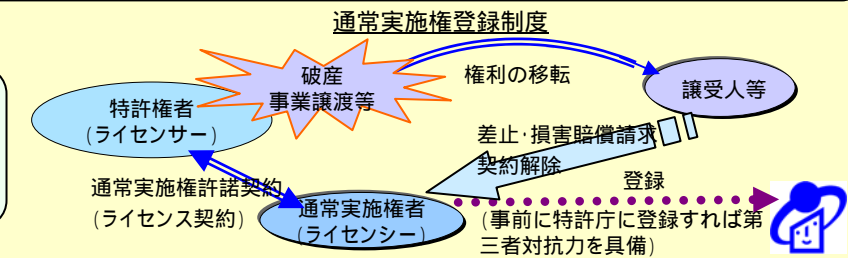 通常実施権登録制度
破産
事業譲渡等
権利の移転
譲受人等
特許権者
(ライセンサー)
差止・損害賠償請求
契約解除
通常実施権許諾契約
(ライセンス契約)
登録
通常実施権者
(ライセンシー)
(事前に特許庁に登録すれば第
三者対抗力を具備)